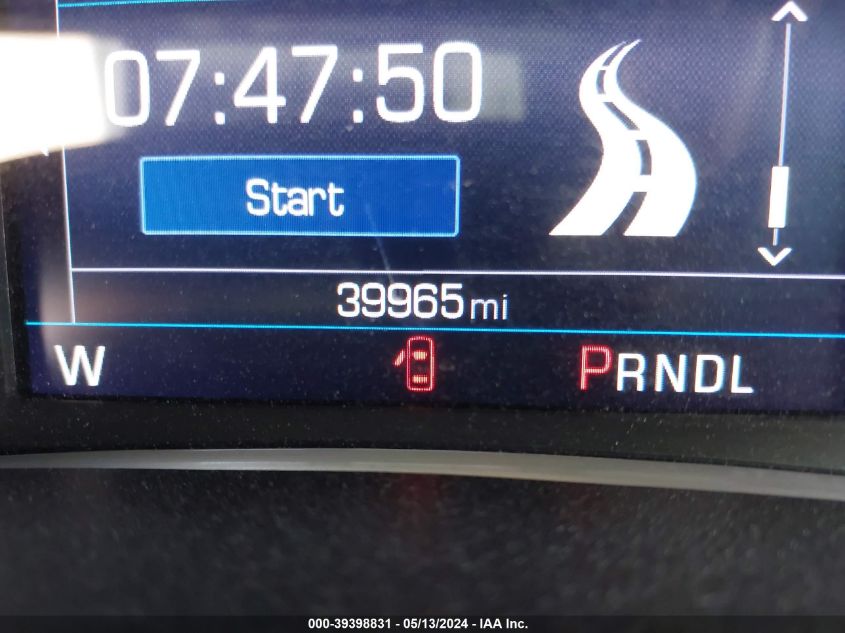 07:47:50
Start
39965 mi
W PRNDL
000-39398831 - 05/13/2024 - IAA Inc.